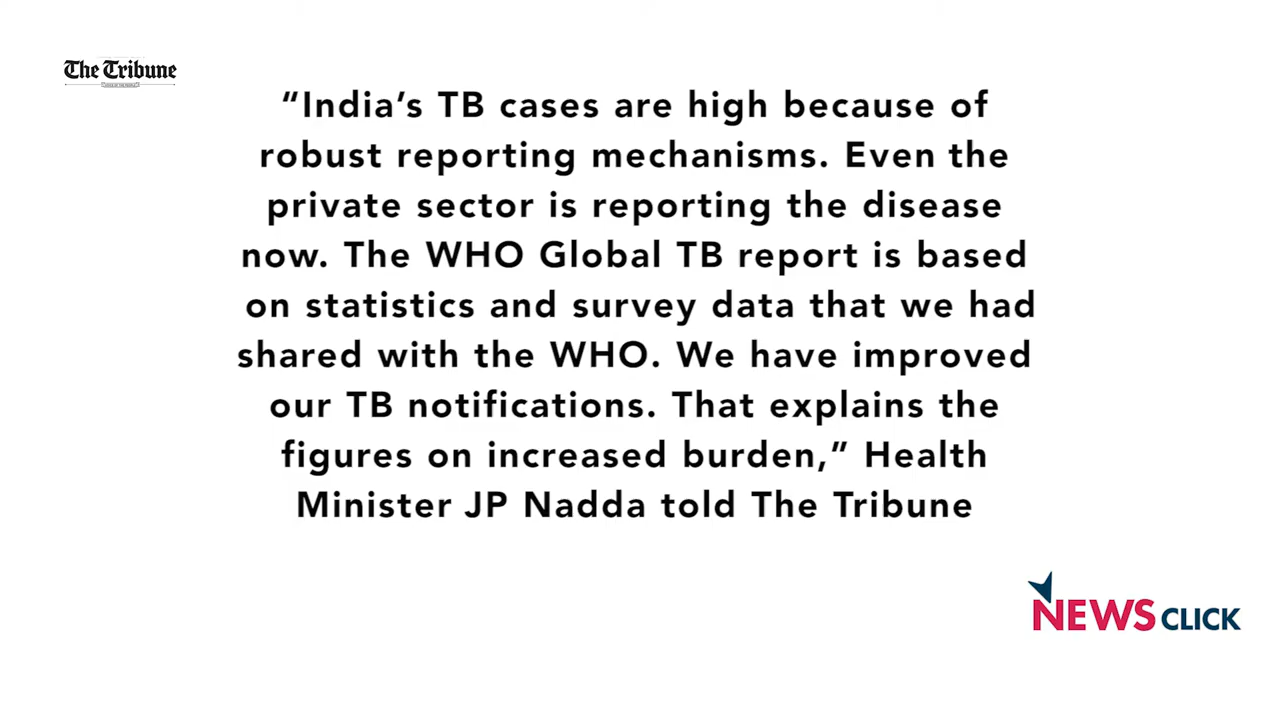 The Tribune
"India's TB cases are high because of
robust reporting mechanisms. Even the
private sector is reporting the disease
now. The WHO Global TB report is based
on statistics and survey data that we had
shared with the WHO. We have improved
our TB notifications. That explains the
figures on increased burden," Health
Minister JP Nadda told The Tribune
NEWSCLICK